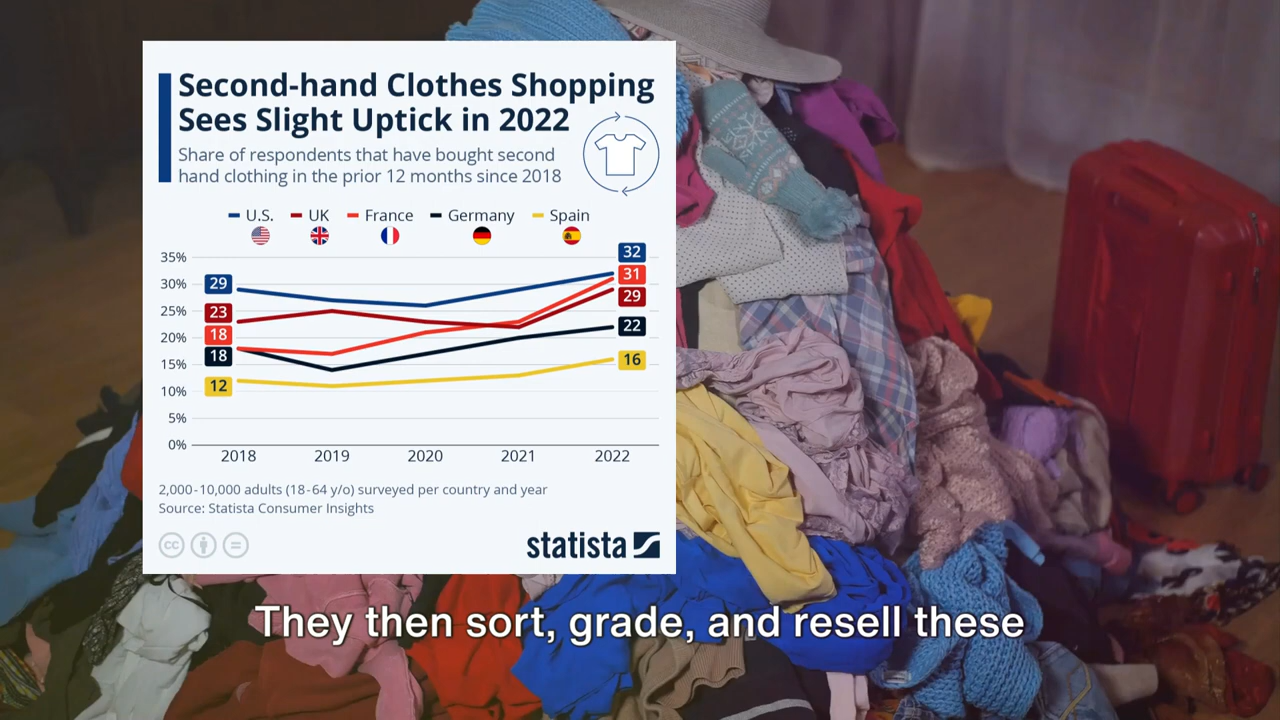 Second-hand Clothes Shopping
Sees Slight Uptick in 2022
Share of respondents that have bought second
hand clothing in the prior 12 months since 2018
U.S. UK France Germany Spain
35%
30%
25%
20%
15%
10%
5%
0%
29
23
18
18
12
32
31
29
22
16
2018 2019 2020 2021 2022
2,000-10,000 adults (18-64 y/o) surveyed per country and year
Source: Statista Consumer Insights
cc
statista
They then sort, grade, and resell these